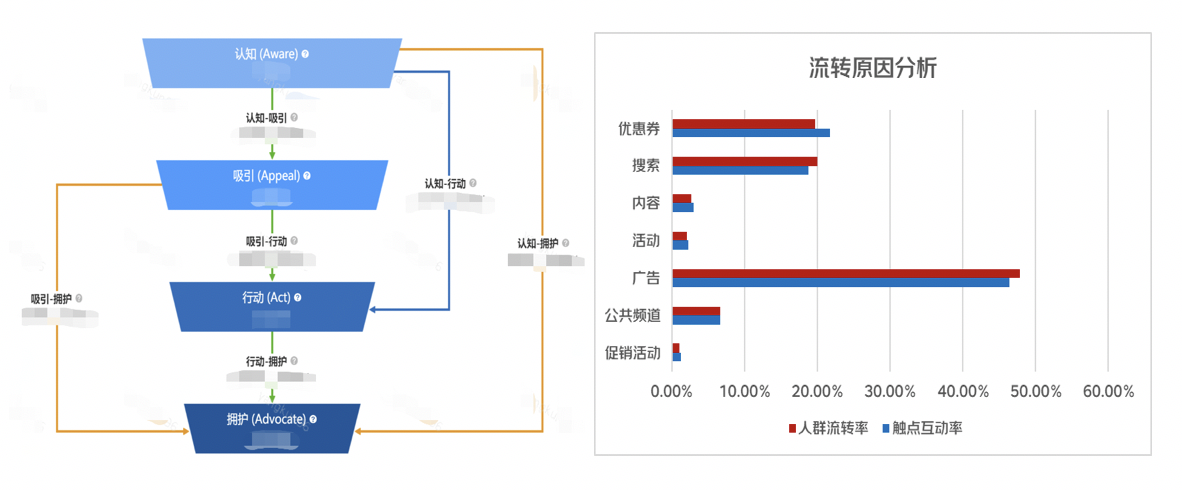 认知 (Aware) ?
认知-吸引 ?
吸引 (Appeal) ?
认知-行动 ?
吸引-行动 ?
认知-拥护 ?
行动 (Act) ?
吸引-拥护 ?
行动-拥护 ?
拥护 (Advocate) ?
流转原因分析
优惠券
搜索
内容
活动
广告
公共频道
促销活动
0.00% 10.00% 20.00% 30.00% 40.00% 50.00% 60.00%
人群流转率 触点互动率